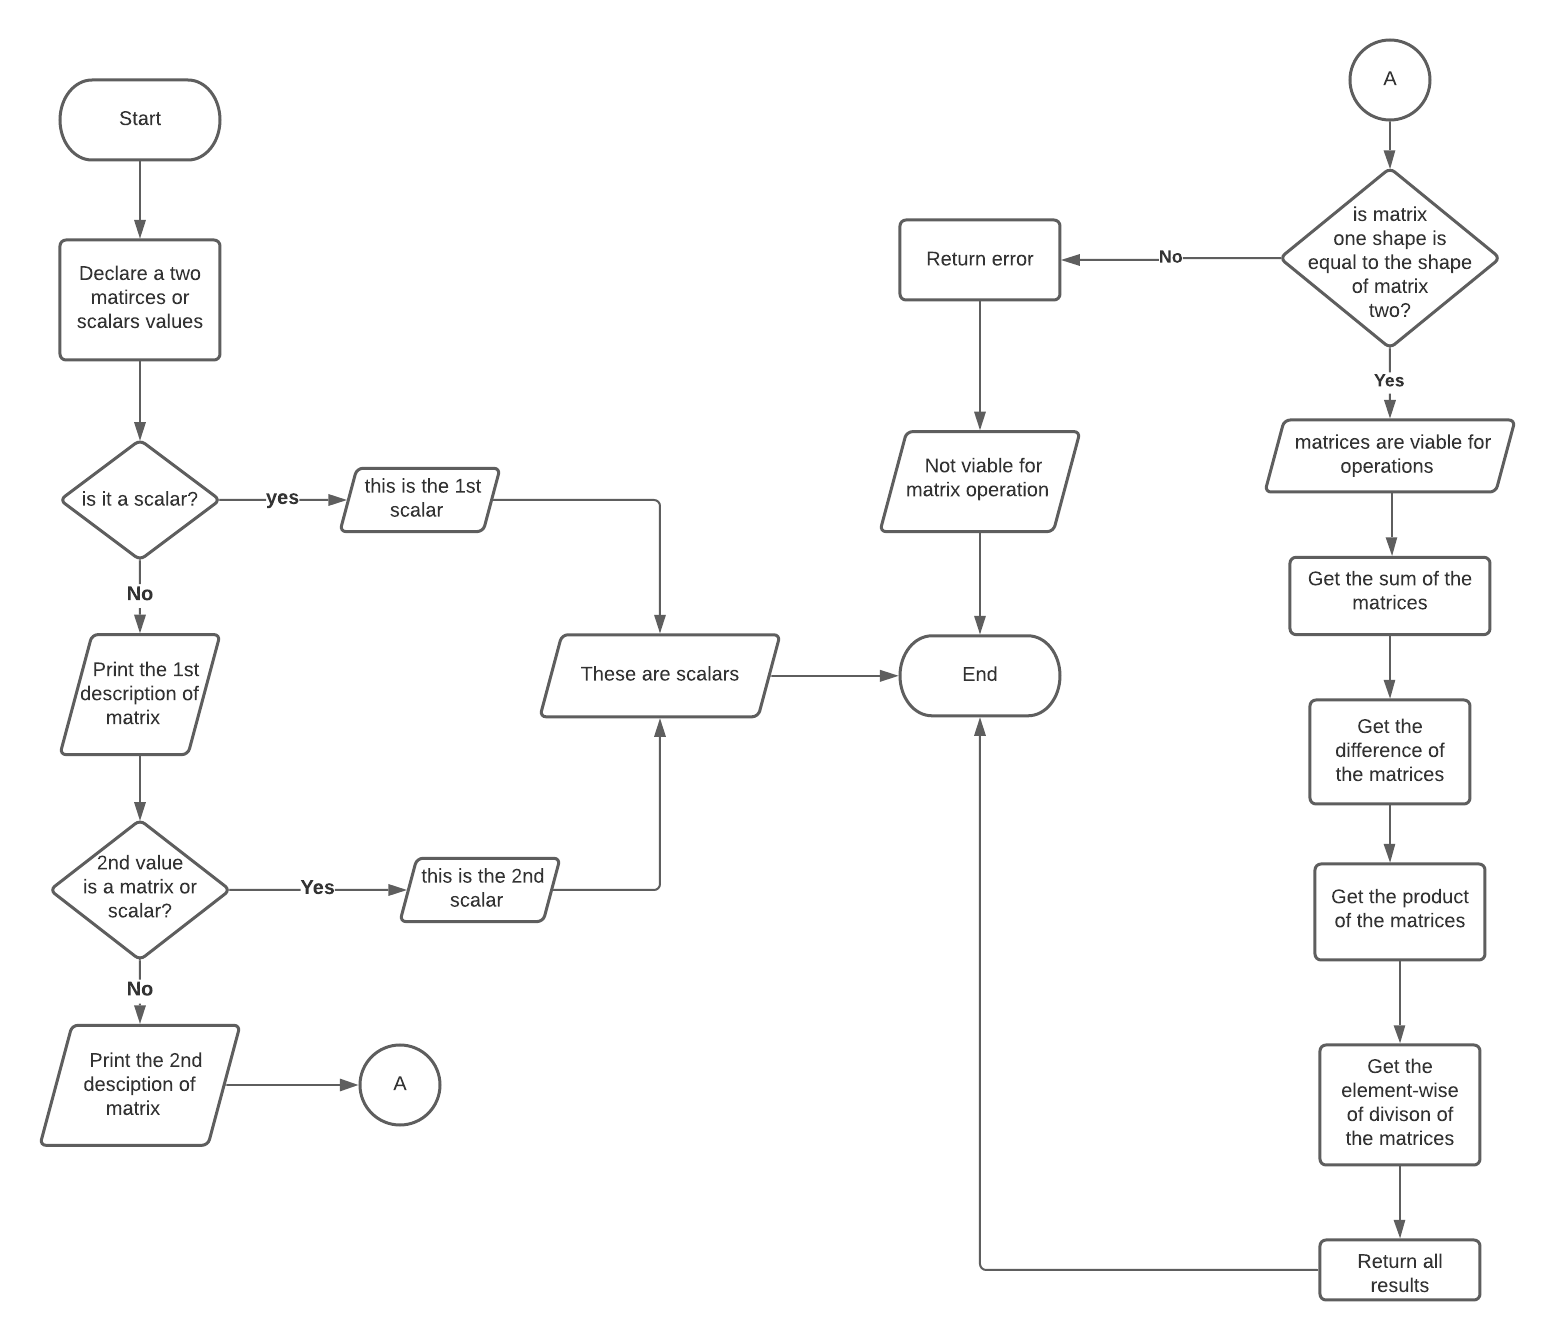 Start
Declare a two
matirces or
scalars values
is it a scalar?
yes
this is the 1st
scalar
No
Print the 1st
description of
matrix
2nd value
is a matrix or
scalar?
Yes
this is the 2nd
scalar
No
Print the 2nd
desciption of
matrix
A
These are scalars
End
A
is matrix
one shape is
equal to the shape
of matrix
two?
No
Return error
Not viable for
matrix operation
Yes
matrices are viable for
operations
Get the sum of the
matrices
Get the
difference of
the matrices
Get the product
of the matrices
Get the
element-wise
of divison of
the matrices
Return all
results